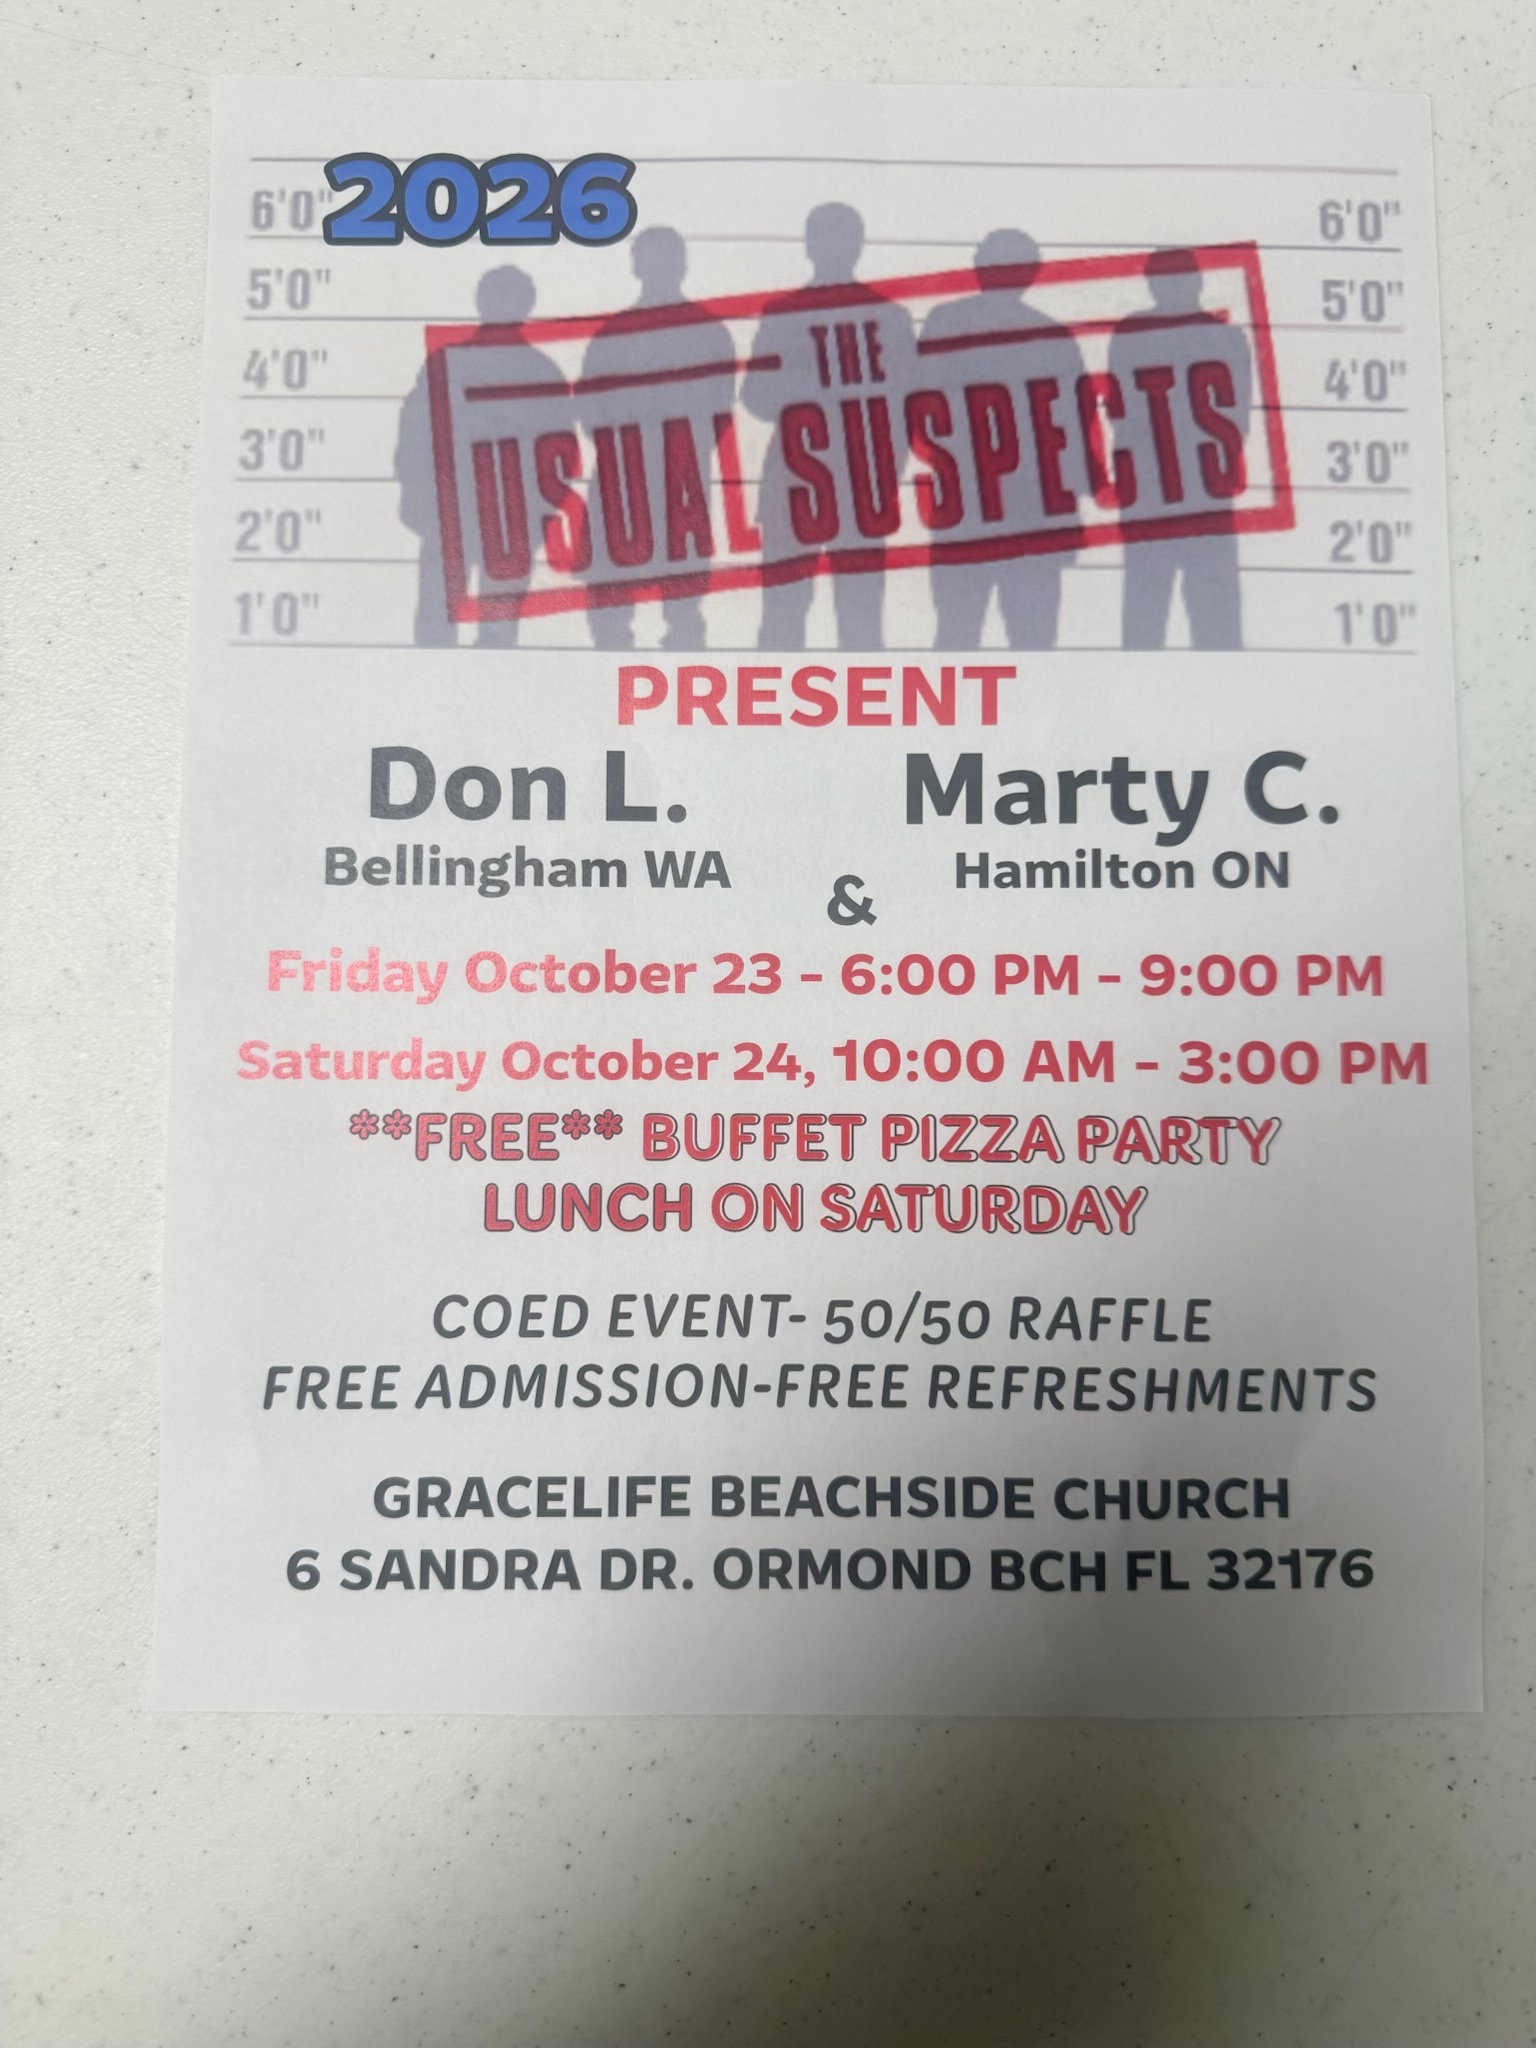 2026
6'0" 6'0"
5'0" 5'0"
4'0" 4'0"
3'0" 3'0"
2'0" 2'0"
1'0" 1'0"
THE
USUAL SUSPECTS
PRESENT
Don L. Marty C.
Bellingham WA & Hamilton ON
Friday October 23 - 6:00 PM - 9:00 PM
Saturday October 24, 10:00 AM - 3:00 PM
**FREE** BUFFET PIZZA PARTY
LUNCH ON SATURDAY
COED EVENT- 50/50 RAFFLE
FREE ADMISSION-FREE REFRESHMENTS
GRACELIFE BEACHSIDE CHURCH
6 SANDRA DR. ORMOND BCH FL 32176